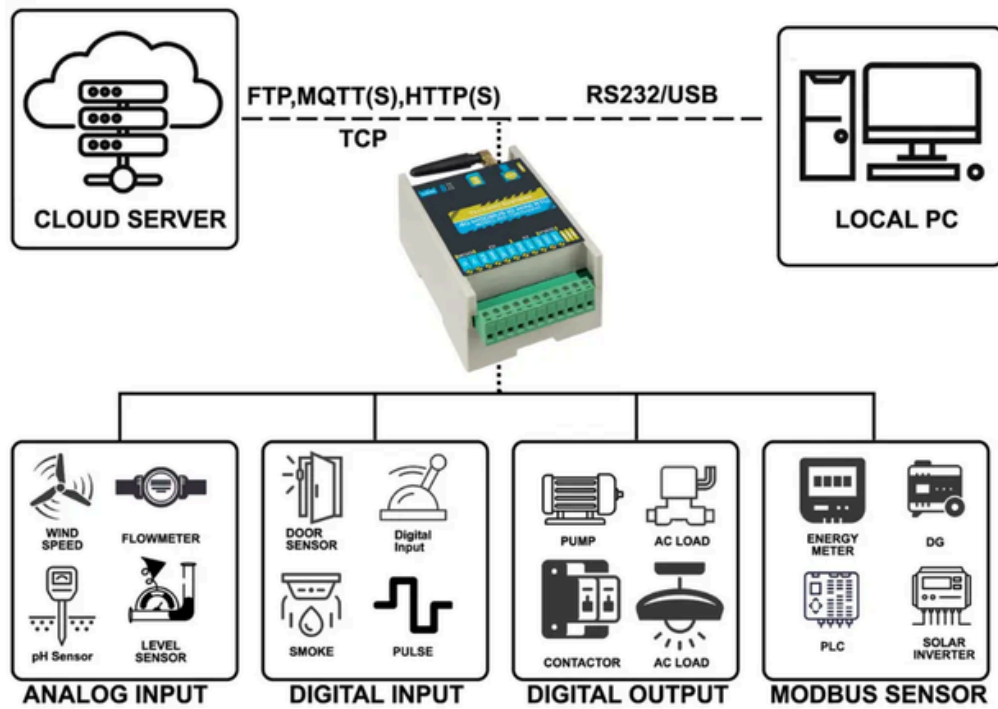 FTP,MQTT(S),HTTP(S)
RS232/USB
TCP
CLOUD SERVER
LOCAL PC
WIND
SPEED
FLOWMETER
pH Sensor
LEVEL
SENSOR
ANALOG INPUT
DOOR
SENSOR
Digital
Input
SMOKE
PULSE
DIGITAL INPUT
PUMP
AC LOAD
CONTACTOR
AC LOAD
DIGITAL OUTPUT
ENERGY
METER
DG
PLC
SOLAR
INVERTER
MODBUS SENSOR